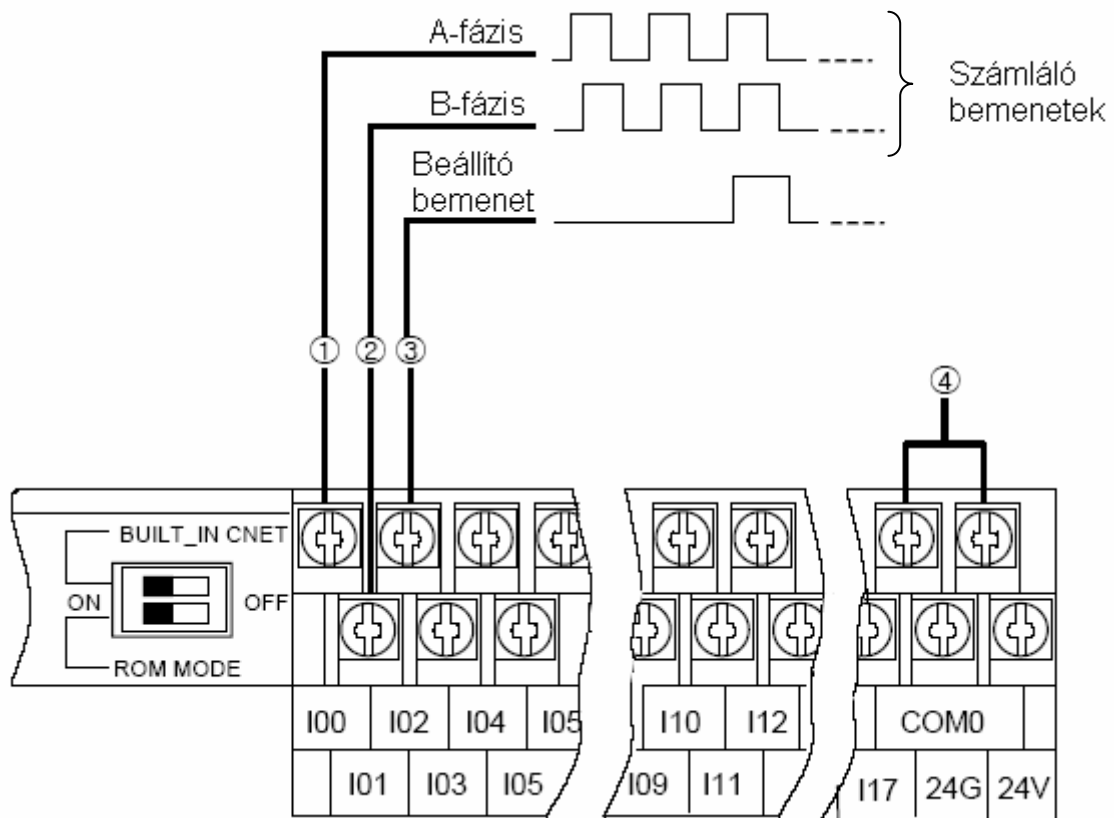 A-fázis
B-fázis
Számláló
bemenetek
Beállító
bemenet
① ② ③
④
BUILT_IN CNET
ON OFF
ROM MODE
I00 I02 I04 I05 I10 I12 COM0
I01 I03 I05 I09 I11 I17 24G 24V